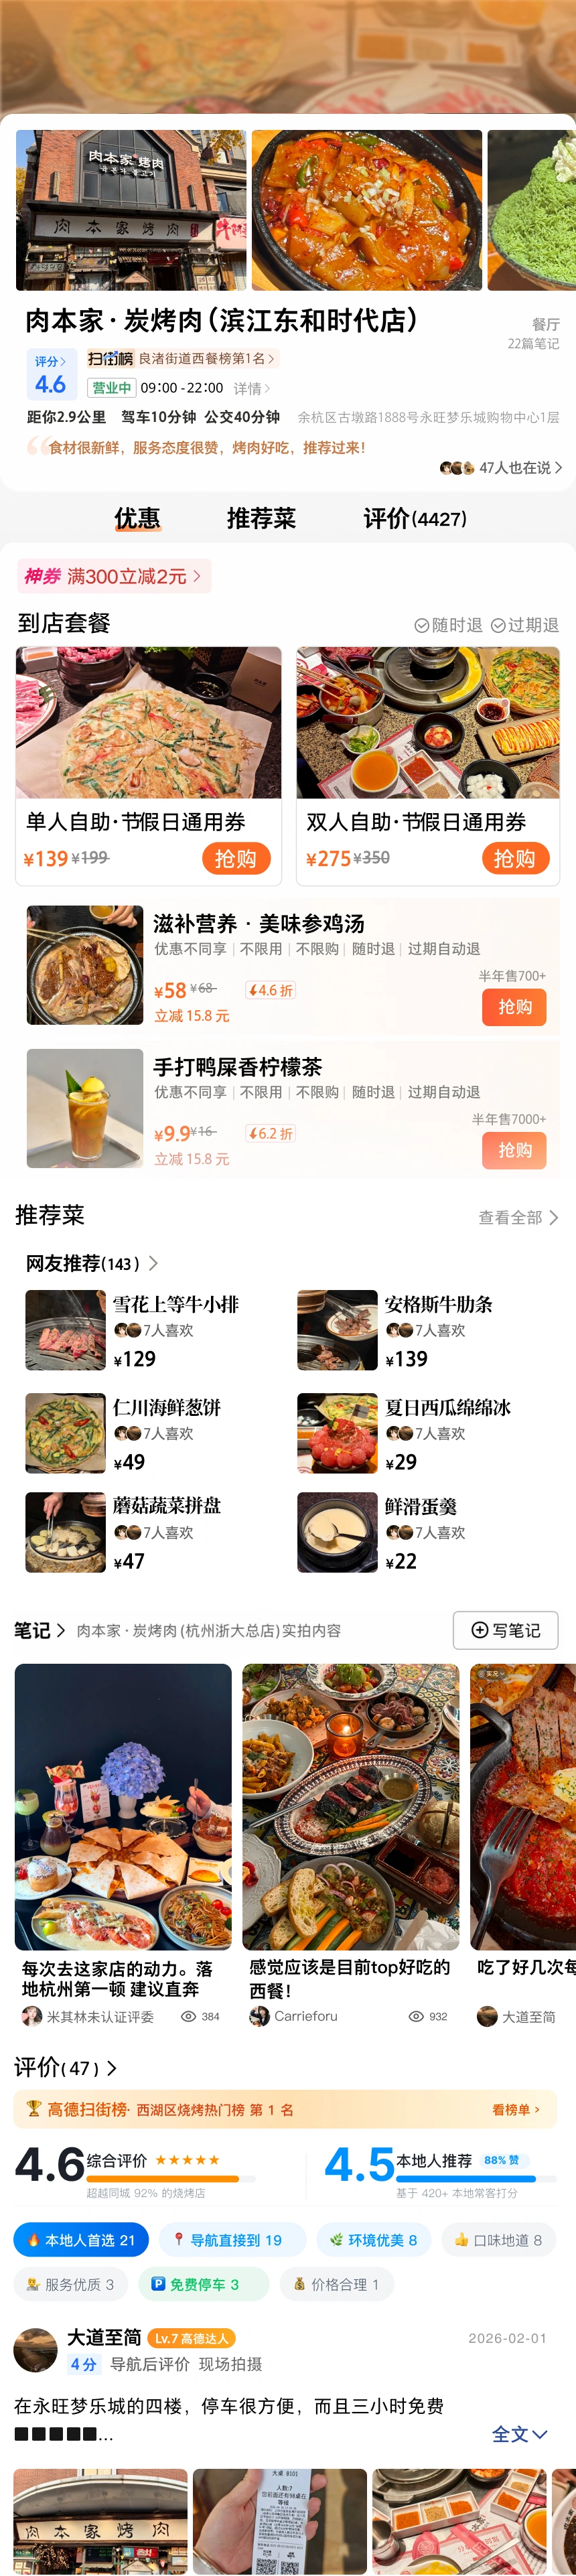 肉本家·烤肉
肉本家烤肉
肉本家·炭烤肉(滨江东和时代店)
餐厅
22篇笔记
评分
4.6
扫街榜 良渚街道西餐榜第1名
营业中 09:00-22:00 详情
距你2.9公里 驾车10分钟 公交40分钟 余杭区古墩路1888号永旺梦乐城购物中心1层
食材很新鲜，服务态度很赞，烤肉好吃，推荐过来！
47人也在说
优惠 推荐菜 评价(4427)
神券 满300立减2元
到店套餐 随时退 过期退
单人自助·节假日通用券
¥139 ¥199 抢购
双人自助·节假日通用券
¥275 ¥350 抢购
滋补营养·美味参鸡汤
优惠不同享 不限用 不限购 随时退 过期自动退
半年售700+
¥58 ¥68 4.6 折
立减 15.8 元
抢购
手打鸭屎香柠檬茶
优惠不同享 不限用 不限购 随时退 过期自动退
半年售7000+
¥9.9 ¥16 6.2 折
立减 15.8 元
抢购
推荐菜 查看全部
网友推荐(143)
雪花上等牛小排
7人喜欢
¥129
安格斯牛肋条
7人喜欢
¥139
仁川海鲜葱饼
7人喜欢
¥49
夏日西瓜绵绵冰
7人喜欢
¥29
蘑菇蔬菜拼盘
7人喜欢
¥47
鲜滑蛋羹
7人喜欢
¥22
笔记 肉本家·炭烤肉(杭州浙大总店)实拍内容 写笔记
实况
每次去这家店的动力。落
地杭州第一顿 建议直奔
米其林未认证评委 384
感觉应该是目前top好吃的
西餐！
Carrieforu 932
吃了好几次每
大道至简
评价(47)
高德扫街榜· 西湖区烧烤热门榜 第 1 名 看榜单
4.6 综合评价
超越同城 92% 的烧烤店
4.5 本地人推荐 88% 赞
基于 420+ 本地常客打分
本地人首选 21 导航直接到 19 环境优美 8 口味地道 8
服务优质 3 免费停车 3 价格合理 1
大道至简 Lv.7 高德达人 2026-02-01
4 分 导航后评价 现场拍摄
在永旺梦乐城的四楼，停车很方便，而且三小时免费
■■■■■... 全文
肉本家烤肉
大桌 B101
人数:7